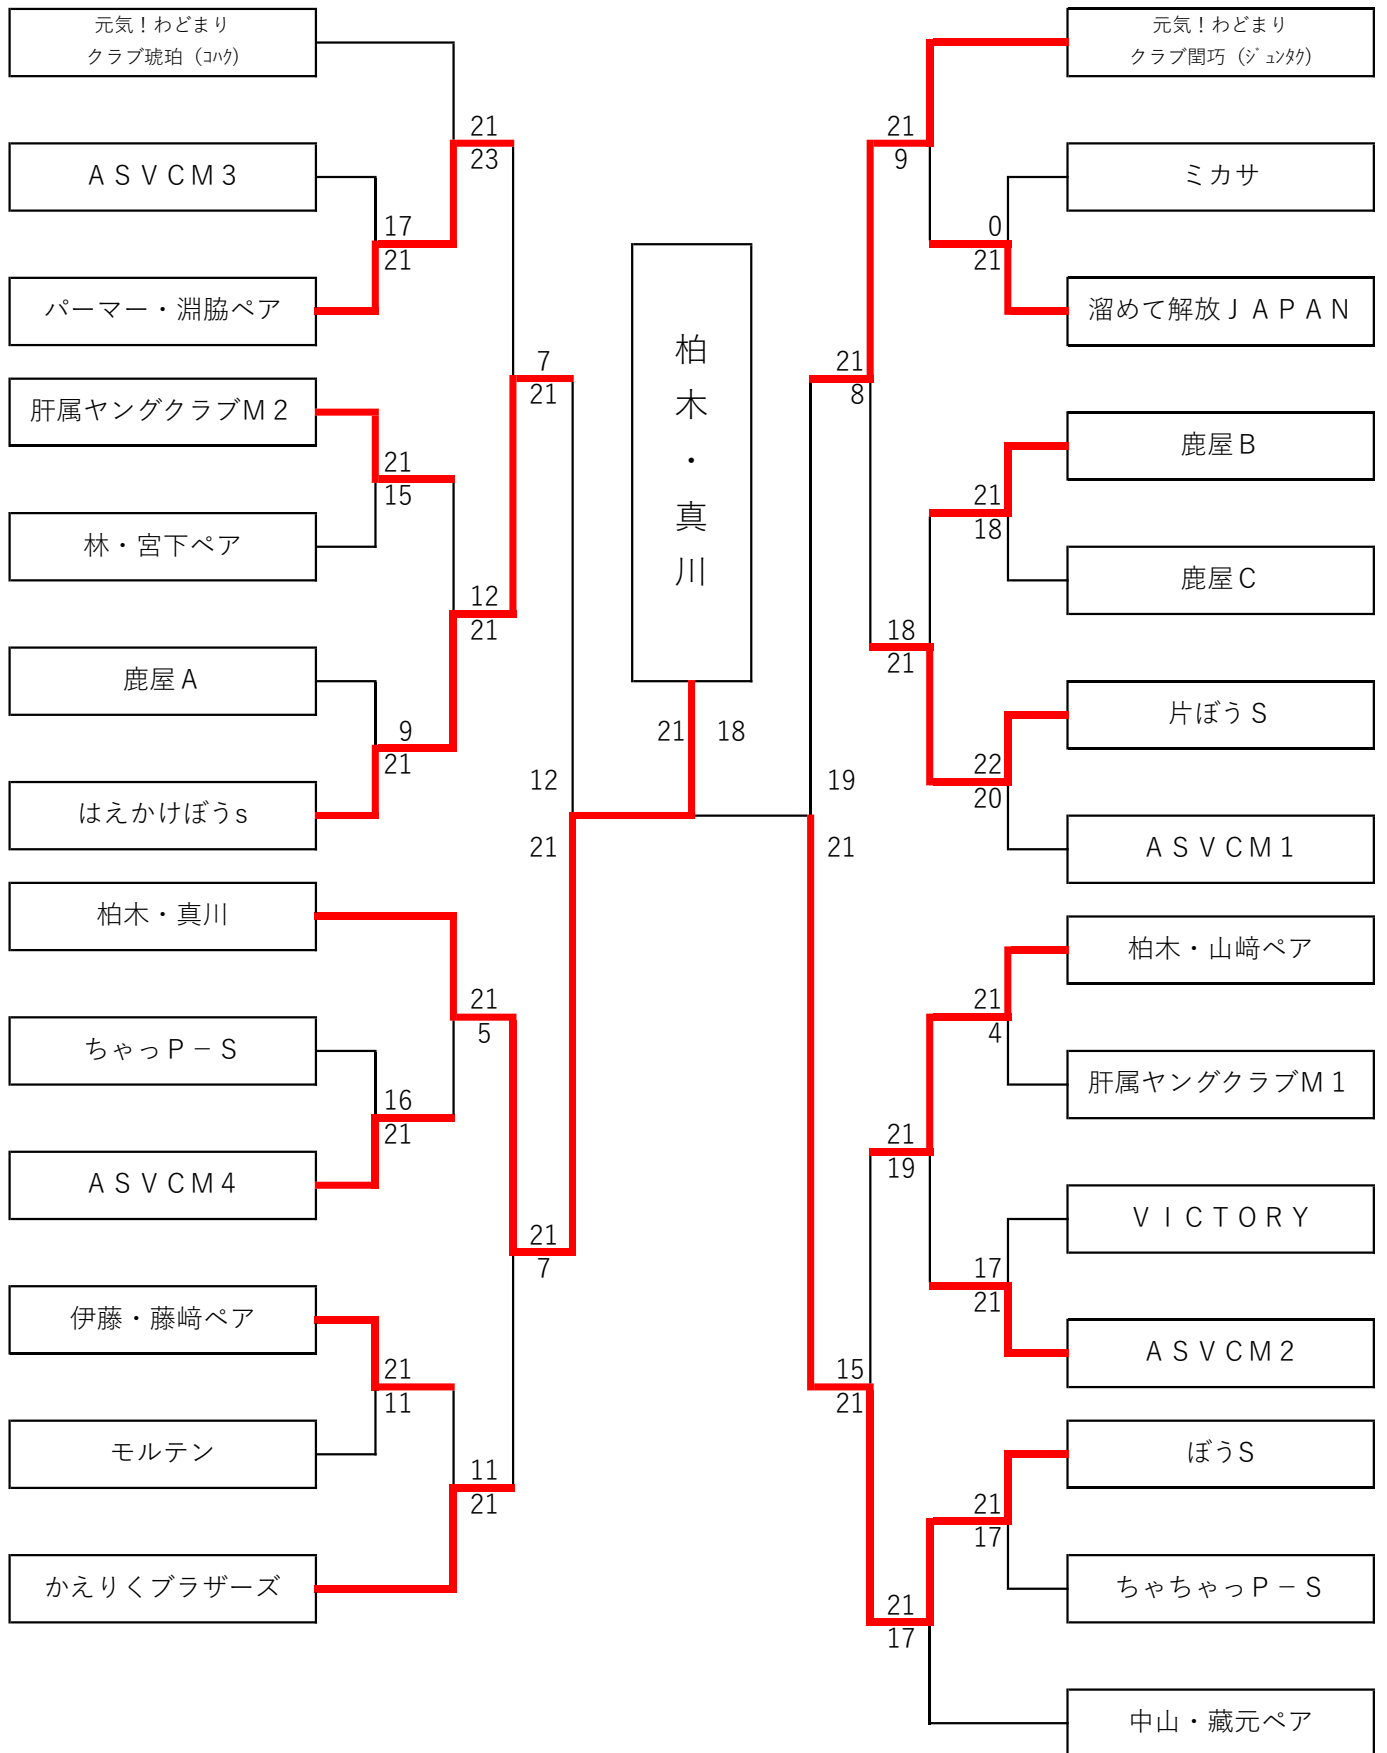 元気！わどまり
クラブ琥珀（ｺﾊｸ）
21
23
ＡＳＶＣＭ３
17
21
パーマー・淵脇ペア
7
21
肝属ヤングクラブＭ２
21
15
林・宮下ペア
12
21
鹿屋Ａ
9
21
はえかけぼうs
12
21
柏木・真川
21
5
ちゃっＰ－Ｓ
16
21
ＡＳＶＣＭ４
21
7
伊藤・藤﨑ペア
21
11
モルテン
11
21
かえりくブラザーズ
柏木・真川
21
18
元気！わどまり
クラブ閏巧（ｼﾞｭﾝﾀｸ）
21
9
ミカサ
0
21
溜めて解放ＪＡＰＡＮ
21
8
鹿屋Ｂ
21
18
鹿屋Ｃ
18
21
片ぼうＳ
22
20
ＡＳＶＣＭ１
19
21
柏木・山﨑ペア
21
4
肝属ヤングクラブＭ１
21
19
ＶＩＣＴＯＲＹ
17
21
ＡＳＶＣＭ２
15
21
ぼうＳ
21
17
ちゃちゃっＰ－Ｓ
21
17
中山・藏元ペア